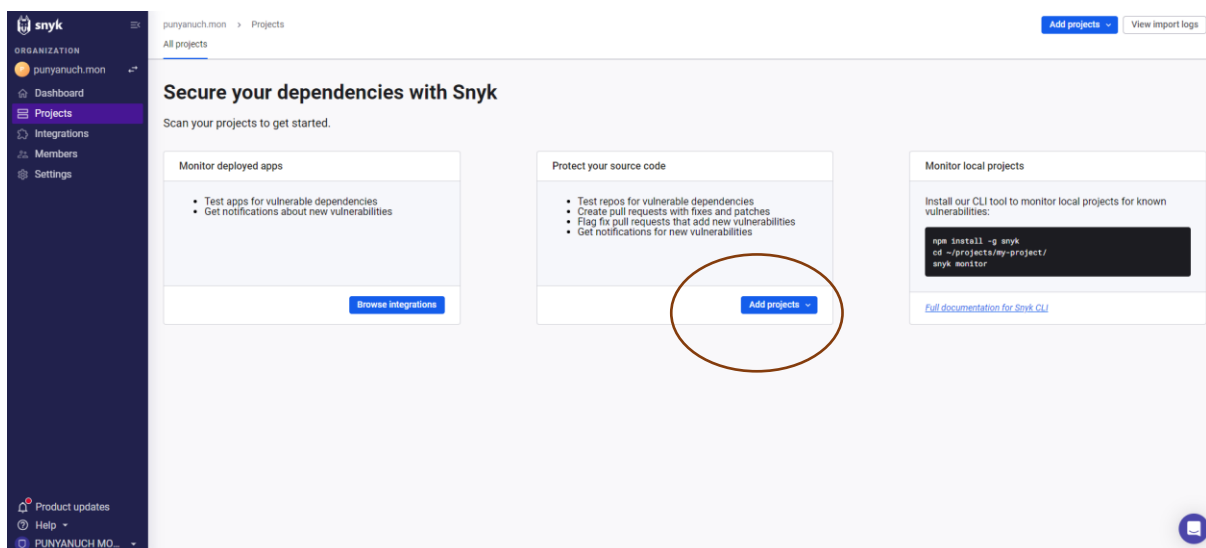 snyk
ORGANIZATION
punyanuch.mon
Dashboard
Projects
Integrations
Members
Settings
Product updates
Help
PUNYANUCH MO...
punyanuch.mon > Projects
Add projects
View import logs
All projects
Secure your dependencies with Snyk
Scan your projects to get started.
Monitor deployed apps
• Test apps for vulnerable dependencies
• Get notifications about new vulnerabilities
Browse integrations
Protect your source code
• Test repos for vulnerable dependencies
• Create pull requests with fixes and patches
• Flag fix pull requests that add new vulnerabilities
• Get notifications for new vulnerabilities
Add projects
Monitor local projects
Install our CLI tool to monitor local projects for known
vulnerabilities:
npm install -g snyk
cd ~/projects/my-project/
snyk monitor
Full documentation for Snyk CLI